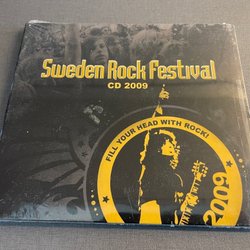 Sweden Rock Festival
CD 2009
FILL YOUR HEAD WITH ROCK!
2009